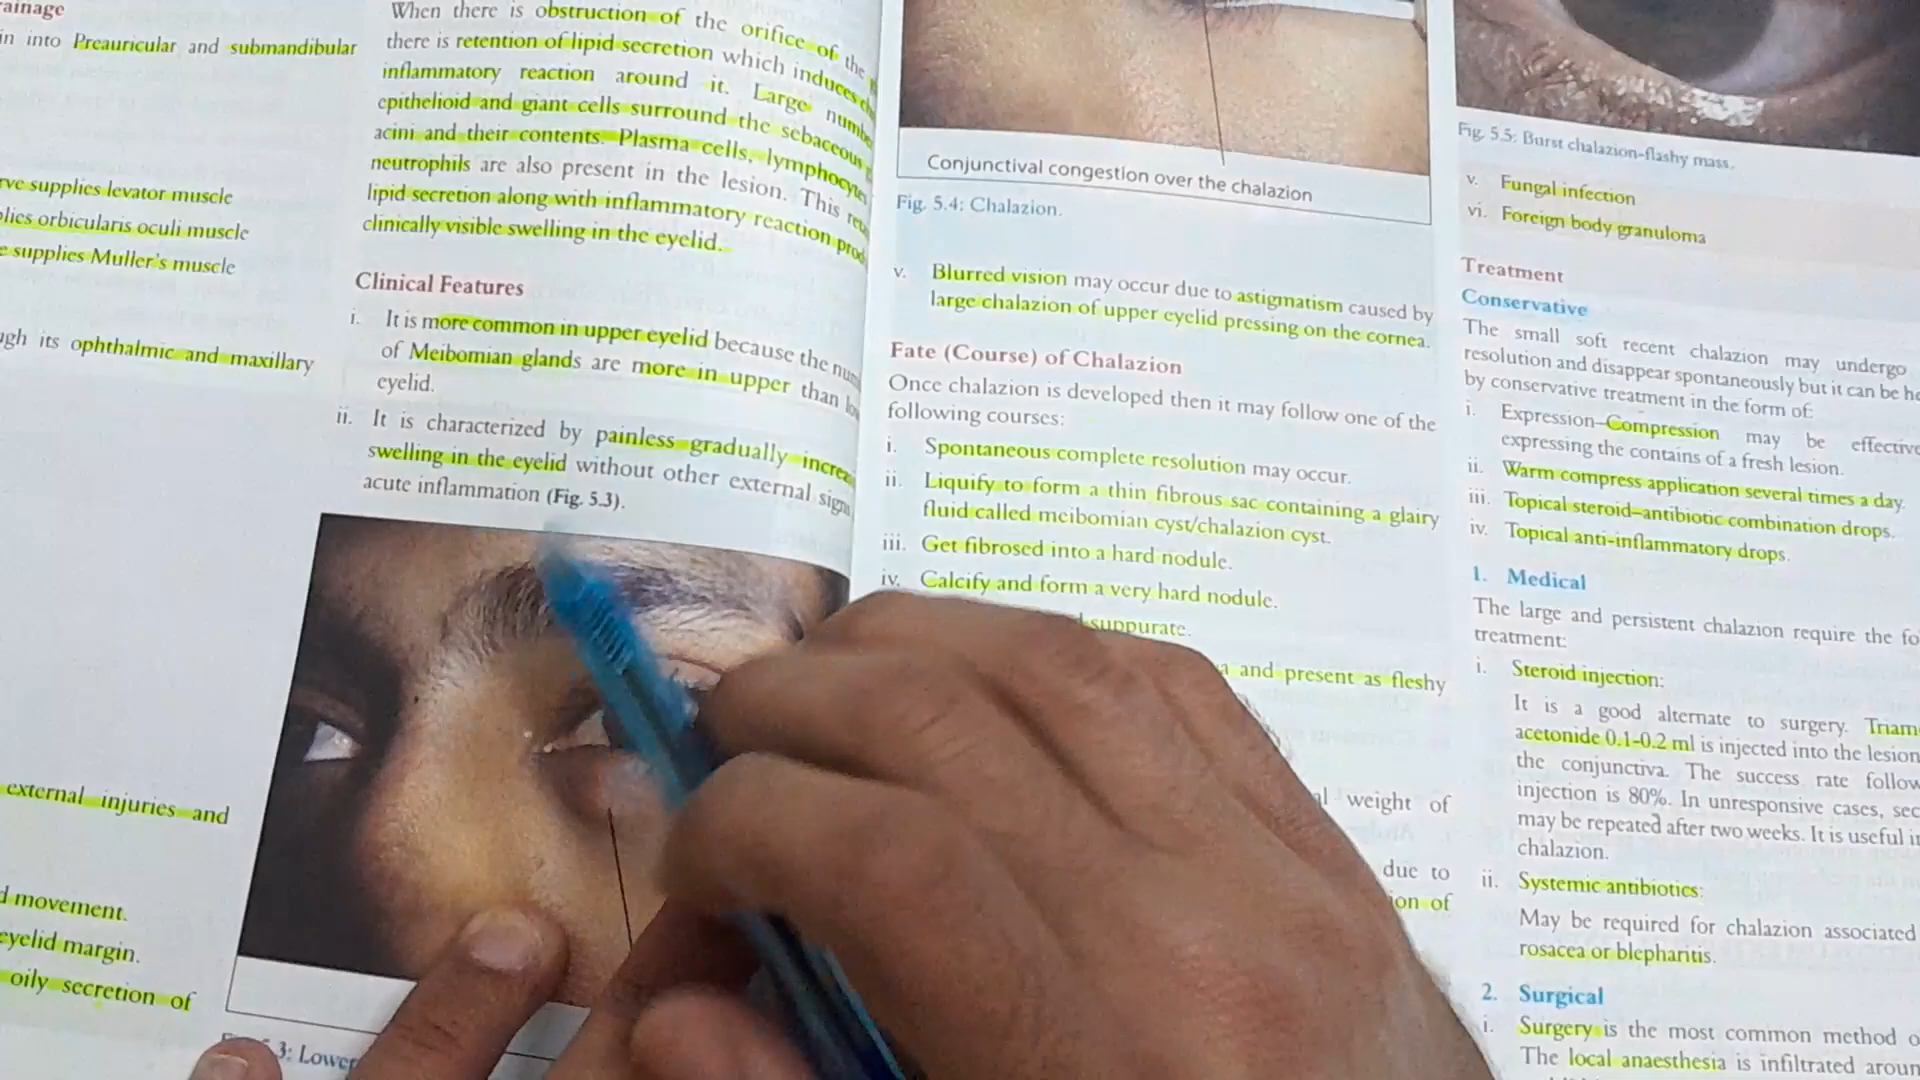 ainage
in into Preauricular and submandibular
rve supplies levator muscle
plies orbicularis oculi muscle
e supplies Muller's muscle
ugh its ophthalmic and maxillary
external injuries and
d movement.
eyelid margin.
oily secretion of
When there is obstruction of the orifice of the
there is retention of lipid secretion which induces
inflammatory reaction around it. Large numbe
epithelioid and giant cells surround the sebaceous
acini and their contents. Plasma cells, lymphocytes
neutrophils are also present in the lesion. This
lipid secretion along with inflammatory reaction prod
clinically visible swelling in the eyelid.
Clinical Features
i. It is more common in upper eyelid because the num
of Meibomian glands are more in upper than lo
eyelid.
ii. It is characterized by painless gradually increa
swelling in the eyelid without other external signs
acute inflammation (Fig. 5.3).
3: Lower
Conjunctival congestion over the chalazion
Fig. 5.4: Chalazion.
v. Blurred vision may occur due to astigmatism caused by
large chalazion of upper eyelid pressing on the cornea.
Fate (Course) of Chalazion
Once chalazion is developed then it may follow one of the
following courses:
i. Spontaneous complete resolution may occur.
ii. Liquify to form a thin fibrous sac containing a glairy
fluid called meibomian cyst/chalazion cyst.
iii. Get fibrosed into a hard nodule.
iv. Calcify and form a very hard nodule.
suppurate.
a and present as fleshy
weight of
due to
ion of
Fig. 5.5: Burst chalazion-flashy mass.
v. Fungal infection
vi. Foreign body granuloma
Treatment
Conservative
The small soft recent chalazion may undergo
resolution and disappear spontaneously but it can be he
by conservative treatment in the form of:
i. Expression–Compression may be effective
expressing the contains of a fresh lesion.
ii. Warm compress application several times a day.
iii. Topical steroid–antibiotic combination drops.
iv. Topical anti-inflammatory drops.
1. Medical
The large and persistent chalazion require the fo
treatment:
i. Steroid injection:
It is a good alternate to surgery. Triam
acetonide 0.1-0.2 ml is injected into the lesion
the conjunctiva. The success rate follow
injection is 80%. In unresponsive cases, sec
may be repeated after two weeks. It is useful in
chalazion.
ii. Systemic antibiotics:
May be required for chalazion associated
rosacea or blepharitis.
2. Surgical
i. Surgery is the most common method o
The local anaesthesia is infiltrated aroun